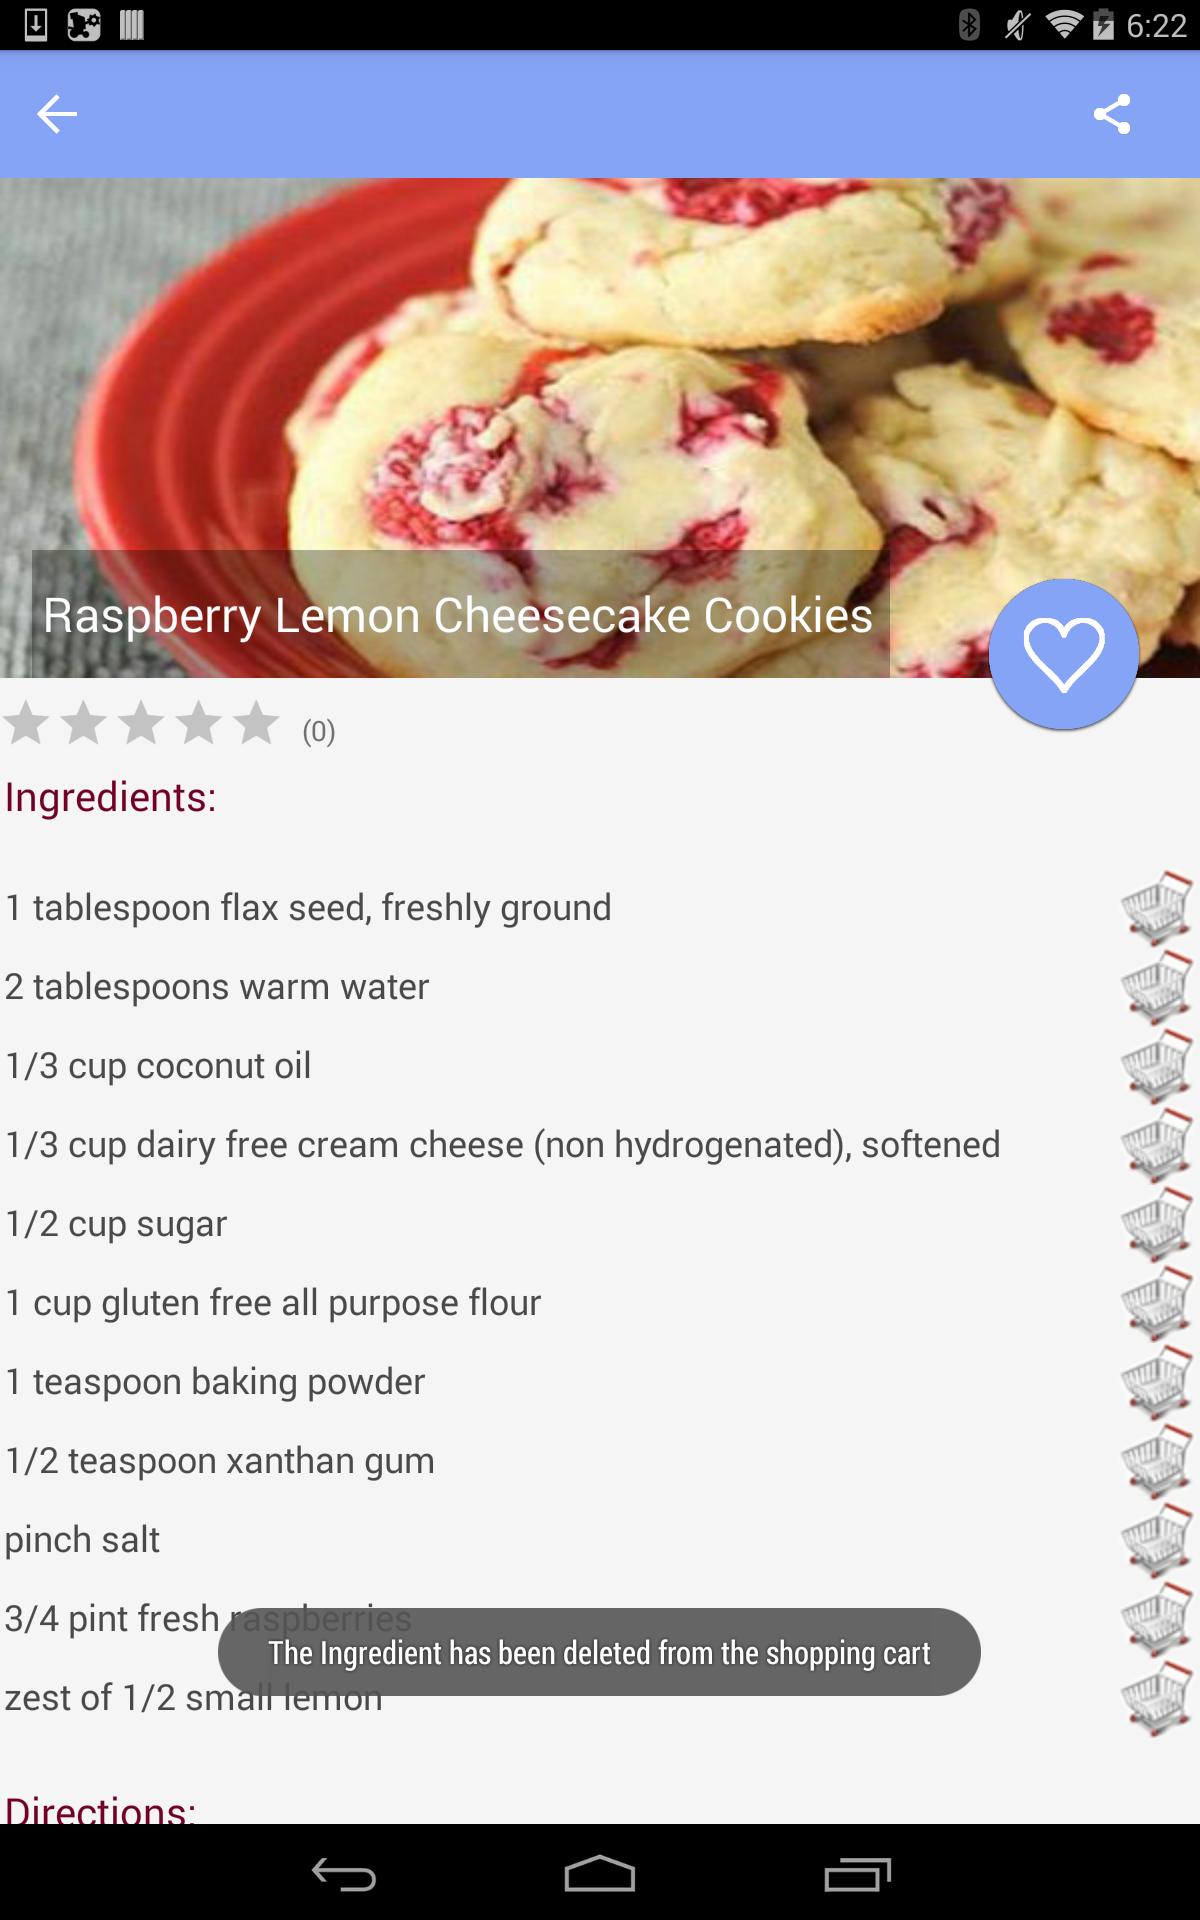 6:22
Raspberry Lemon Cheesecake Cookies
(0)
Ingredients:
1 tablespoon flax seed, freshly ground
2 tablespoons warm water
1/3 cup coconut oil
1/3 cup dairy free cream cheese (non hydrogenated), softened
1/2 cup sugar
1 cup gluten free all purpose flour
1 teaspoon baking powder
1/2 teaspoon xanthan gum
pinch salt
3/4 pint fresh raspberries
The Ingredient has been deleted from the shopping cart
zest of 1/2 small lemon
Directions: